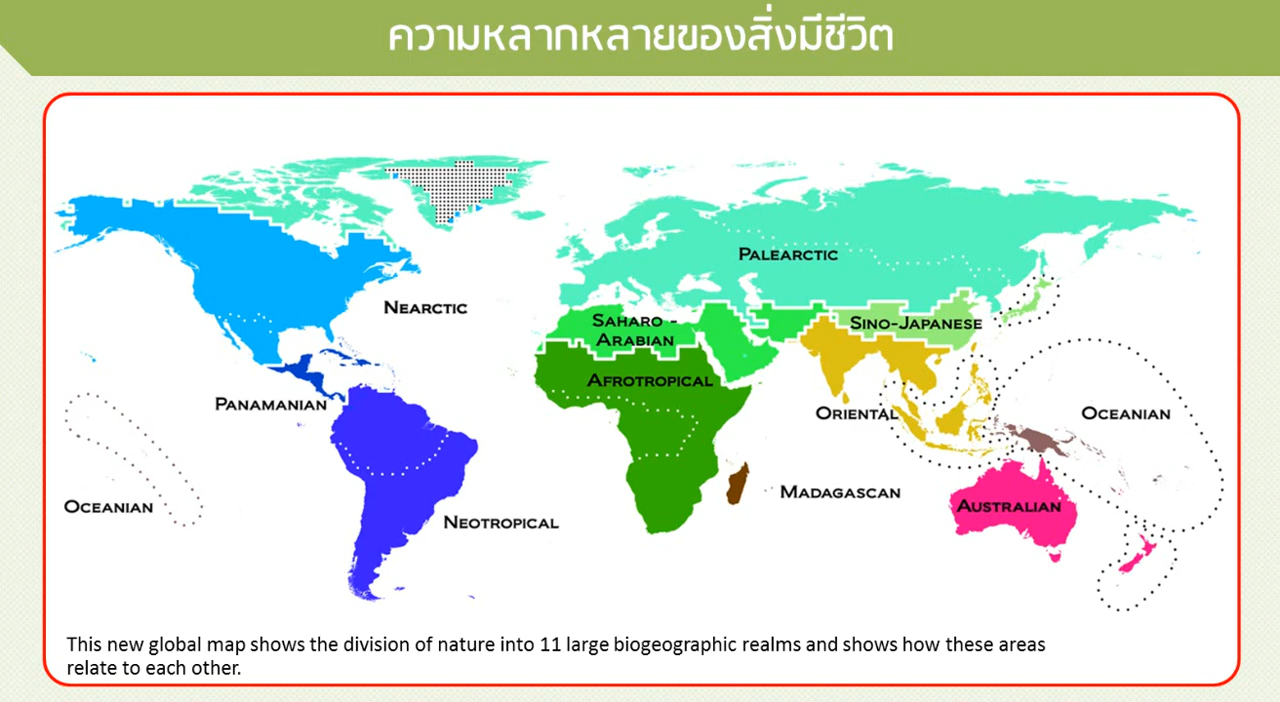 ความหลากหลายของสิ่งมีชีวิต
PALEARCTIC
NEARCTIC
SAHARO -
ARABIAN
SINO-JAPANESE
AFROTROPICAL
PANAMANIAN
ORIENTAL
OCEANIAN
MADAGASCAN
OCEANIAN
AUSTRALIAN
NEOTROPICAL
This new global map shows the division of nature into 11 large biogeographic realms and shows how these areas
relate to each other.